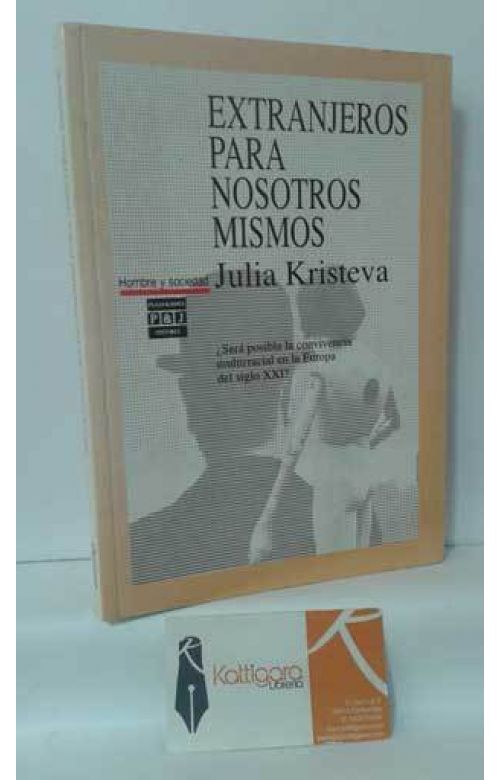 EXTRANJEROS
PARA
NOSOTROS
MISMOS
Hombre y sociedad
Julia Kristeva
P&J
¿Será posible la convivencia
multirracial en la Europa
del siglo XXI?
Kattigara
Librería